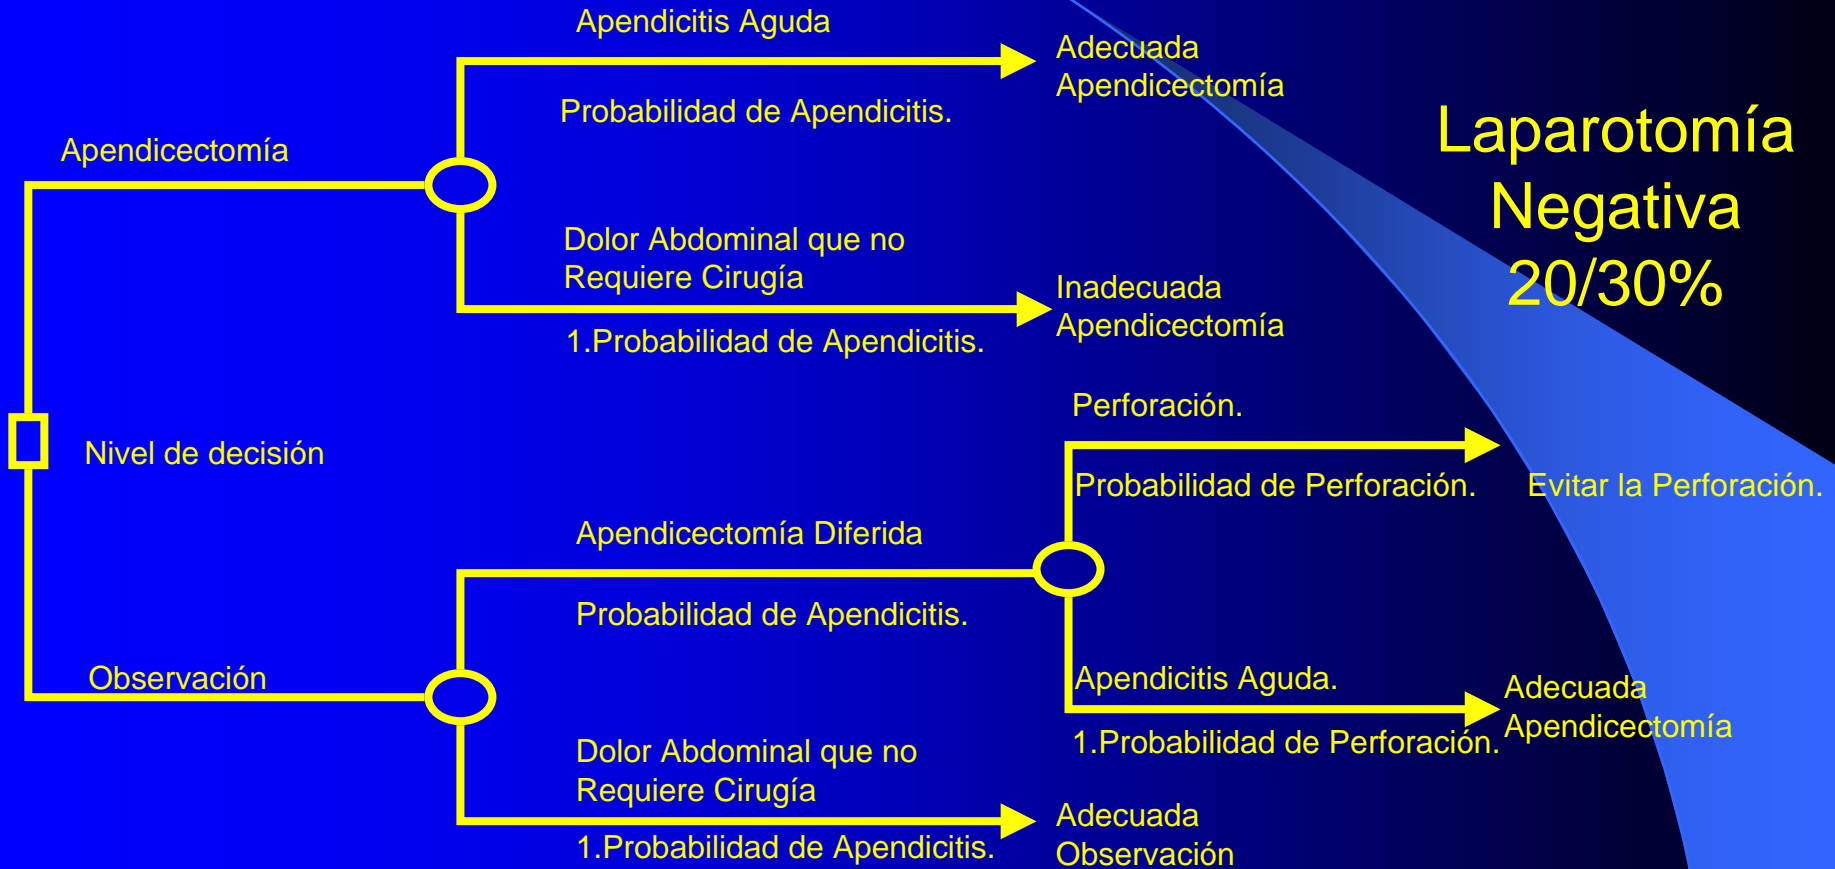 Apendicitis Aguda
Adecuada
Apendicectomía
Probabilidad de Apendicitis.
Laparotomía
Negativa
20/30%
Apendicectomía
Dolor Abdominal que no
Requiere Cirugía
Inadecuada
Apendicectomía
1.Probabilidad de Apendicitis.
Nivel de decisión
Perforación.
Probabilidad de Perforación.
Evitar la Perforación.
Apendicectomía Diferida
Probabilidad de Apendicitis.
Observación
Apendicitis Aguda.
Adecuada
Apendicectomía
1.Probabilidad de Perforación.
Dolor Abdominal que no
Requiere Cirugía
1.Probabilidad de Apendicitis.
Adecuada
Observación